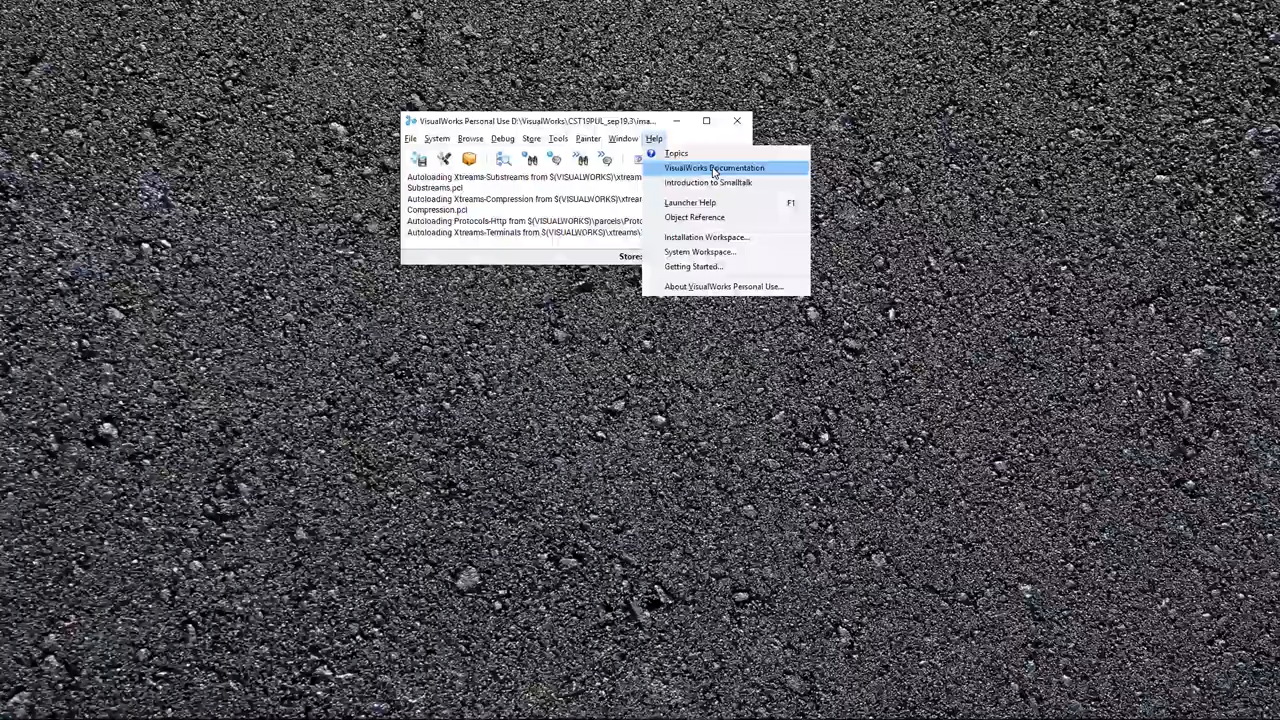 VisualWorks Personal Use D:\VisualWorks\CST19PUL_sep19.3\ima...
File System Browse Debug Store Tools Painter Window Help
Autoloading Xtreams-Substreams from $(VISUALWORKS)\xtream
Substreams.pcl
Autoloading Xtreams-Compression from $(VISUALWORKS)\xtrear
Compression.pcl
Autoloading Protocols-Http from $(VISUALWORKS)\parcels\Proto
Autoloading Xtreams-Terminals from $(VISUALWORKS)\xtreams\
Store:
Topics
VisualWorks Documentation
Introduction to Smalltalk
Launcher Help F1
Object Reference
Installation Workspace...
System Workspace...
Getting Started...
About VisualWorks Personal Use...